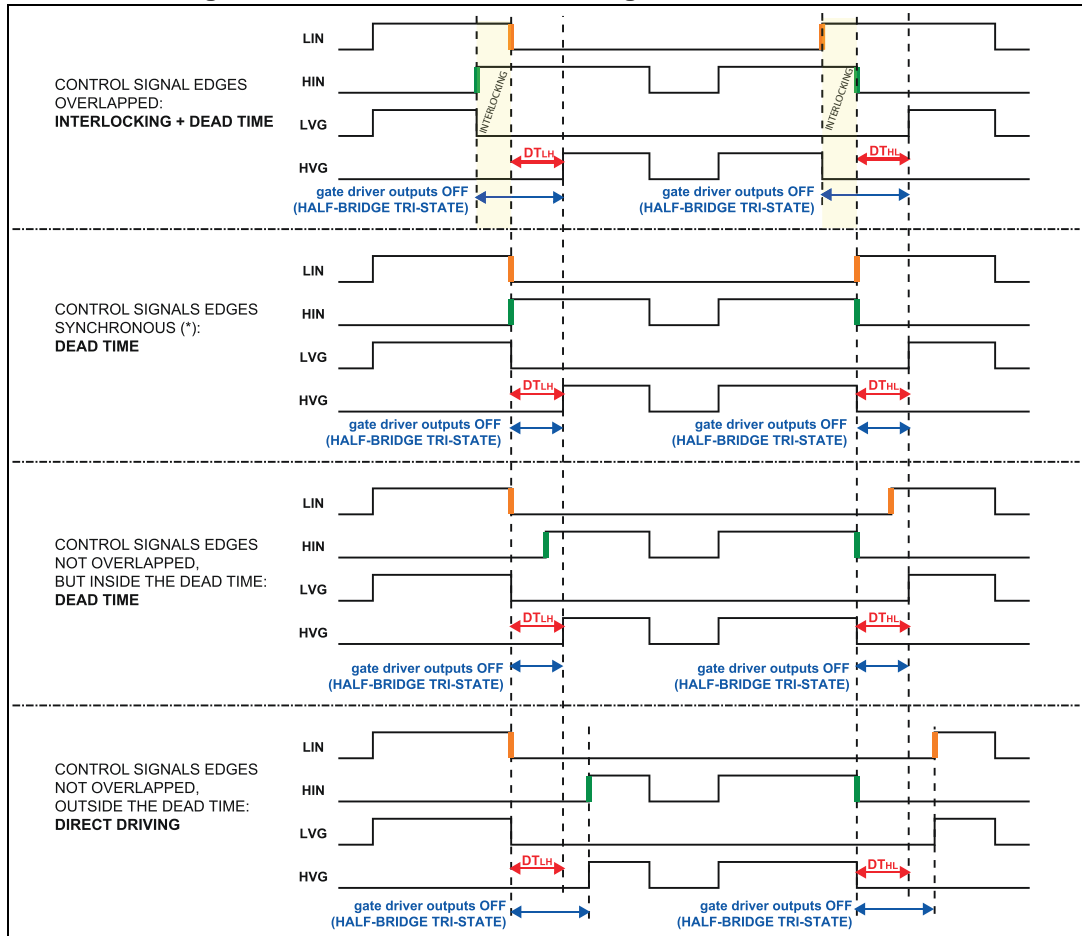 LIN
HIN
CONTROL SIGNAL EDGES
OVERLAPPED:
INTERLOCKING + DEAD TIME
INTERLOCKING
INTERLOCKING
LVG
DTLH
DTHL
HVG
gate driver outputs OFF
(HALF-BRIDGE TRI-STATE)
gate driver outputs OFF
(HALF-BRIDGE TRI-STATE)
LIN
CONTROL SIGNALS EDGES
SYNCHRONOUS (*):
DEAD TIME
HIN
LVG
DTLH
DTHL
HVG
gate driver outputs OFF
(HALF-BRIDGE TRI-STATE)
gate driver outputs OFF
(HALF-BRIDGE TRI-STATE)
LIN
CONTROL SIGNALS EDGES
NOT OVERLAPPED,
BUT INSIDE THE DEAD TIME:
DEAD TIME
HIN
LVG
DTLH
DTHL
HVG
gate driver outputs OFF
(HALF-BRIDGE TRI-STATE)
gate driver outputs OFF
(HALF-BRIDGE TRI-STATE)
LIN
CONTROL SIGNALS EDGES
NOT OVERLAPPED,
OUTSIDE THE DEAD TIME:
DIRECT DRIVING
HIN
LVG
DTLH
DTHL
HVG
gate driver outputs OFF
(HALF-BRIDGE TRI-STATE)
gate driver outputs OFF
(HALF-BRIDGE TRI-STATE)